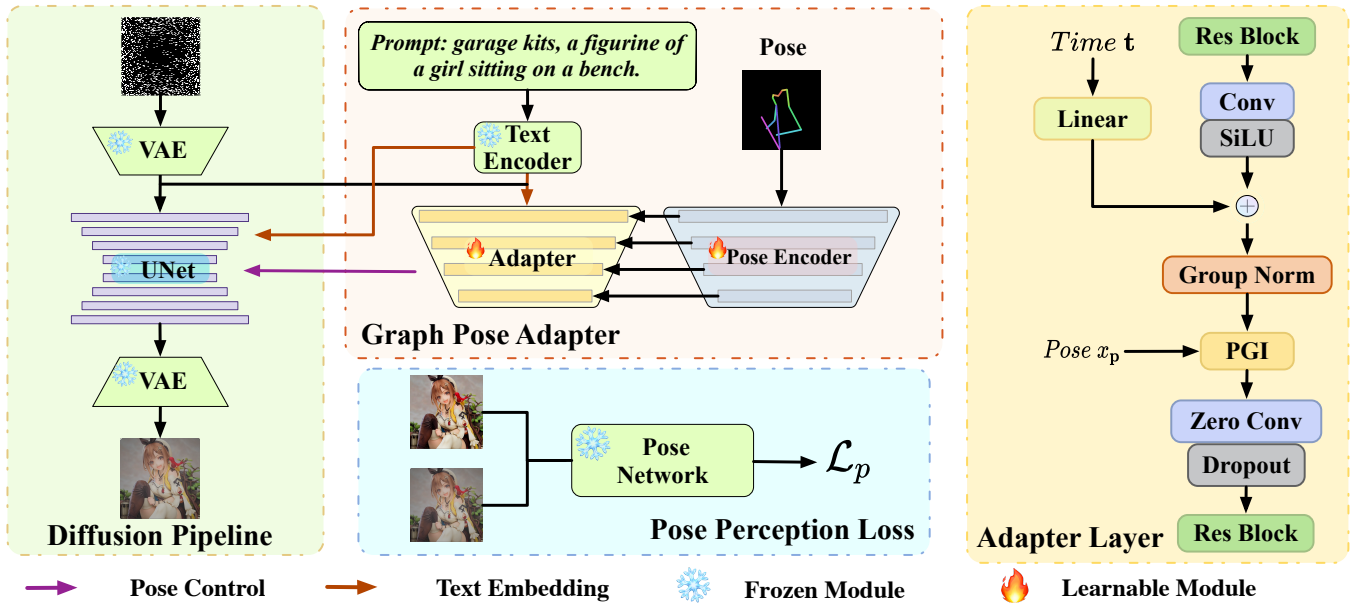 VAE
UNet
VAE
Diffusion Pipeline
Prompt: garage kits, a figurine of
a girl sitting on a bench.
Text
Encoder
Pose
Adapter
Pose Encoder
Graph Pose Adapter
Pose
Network
𝓛p
Pose Perception Loss
Time t
Linear
Res Block
Conv
SiLU
+
Group Norm
Pose xp
PGI
Zero Conv
Dropout
Res Block
Adapter Layer
Pose Control
Text Embedding
Frozen Module
Learnable Module